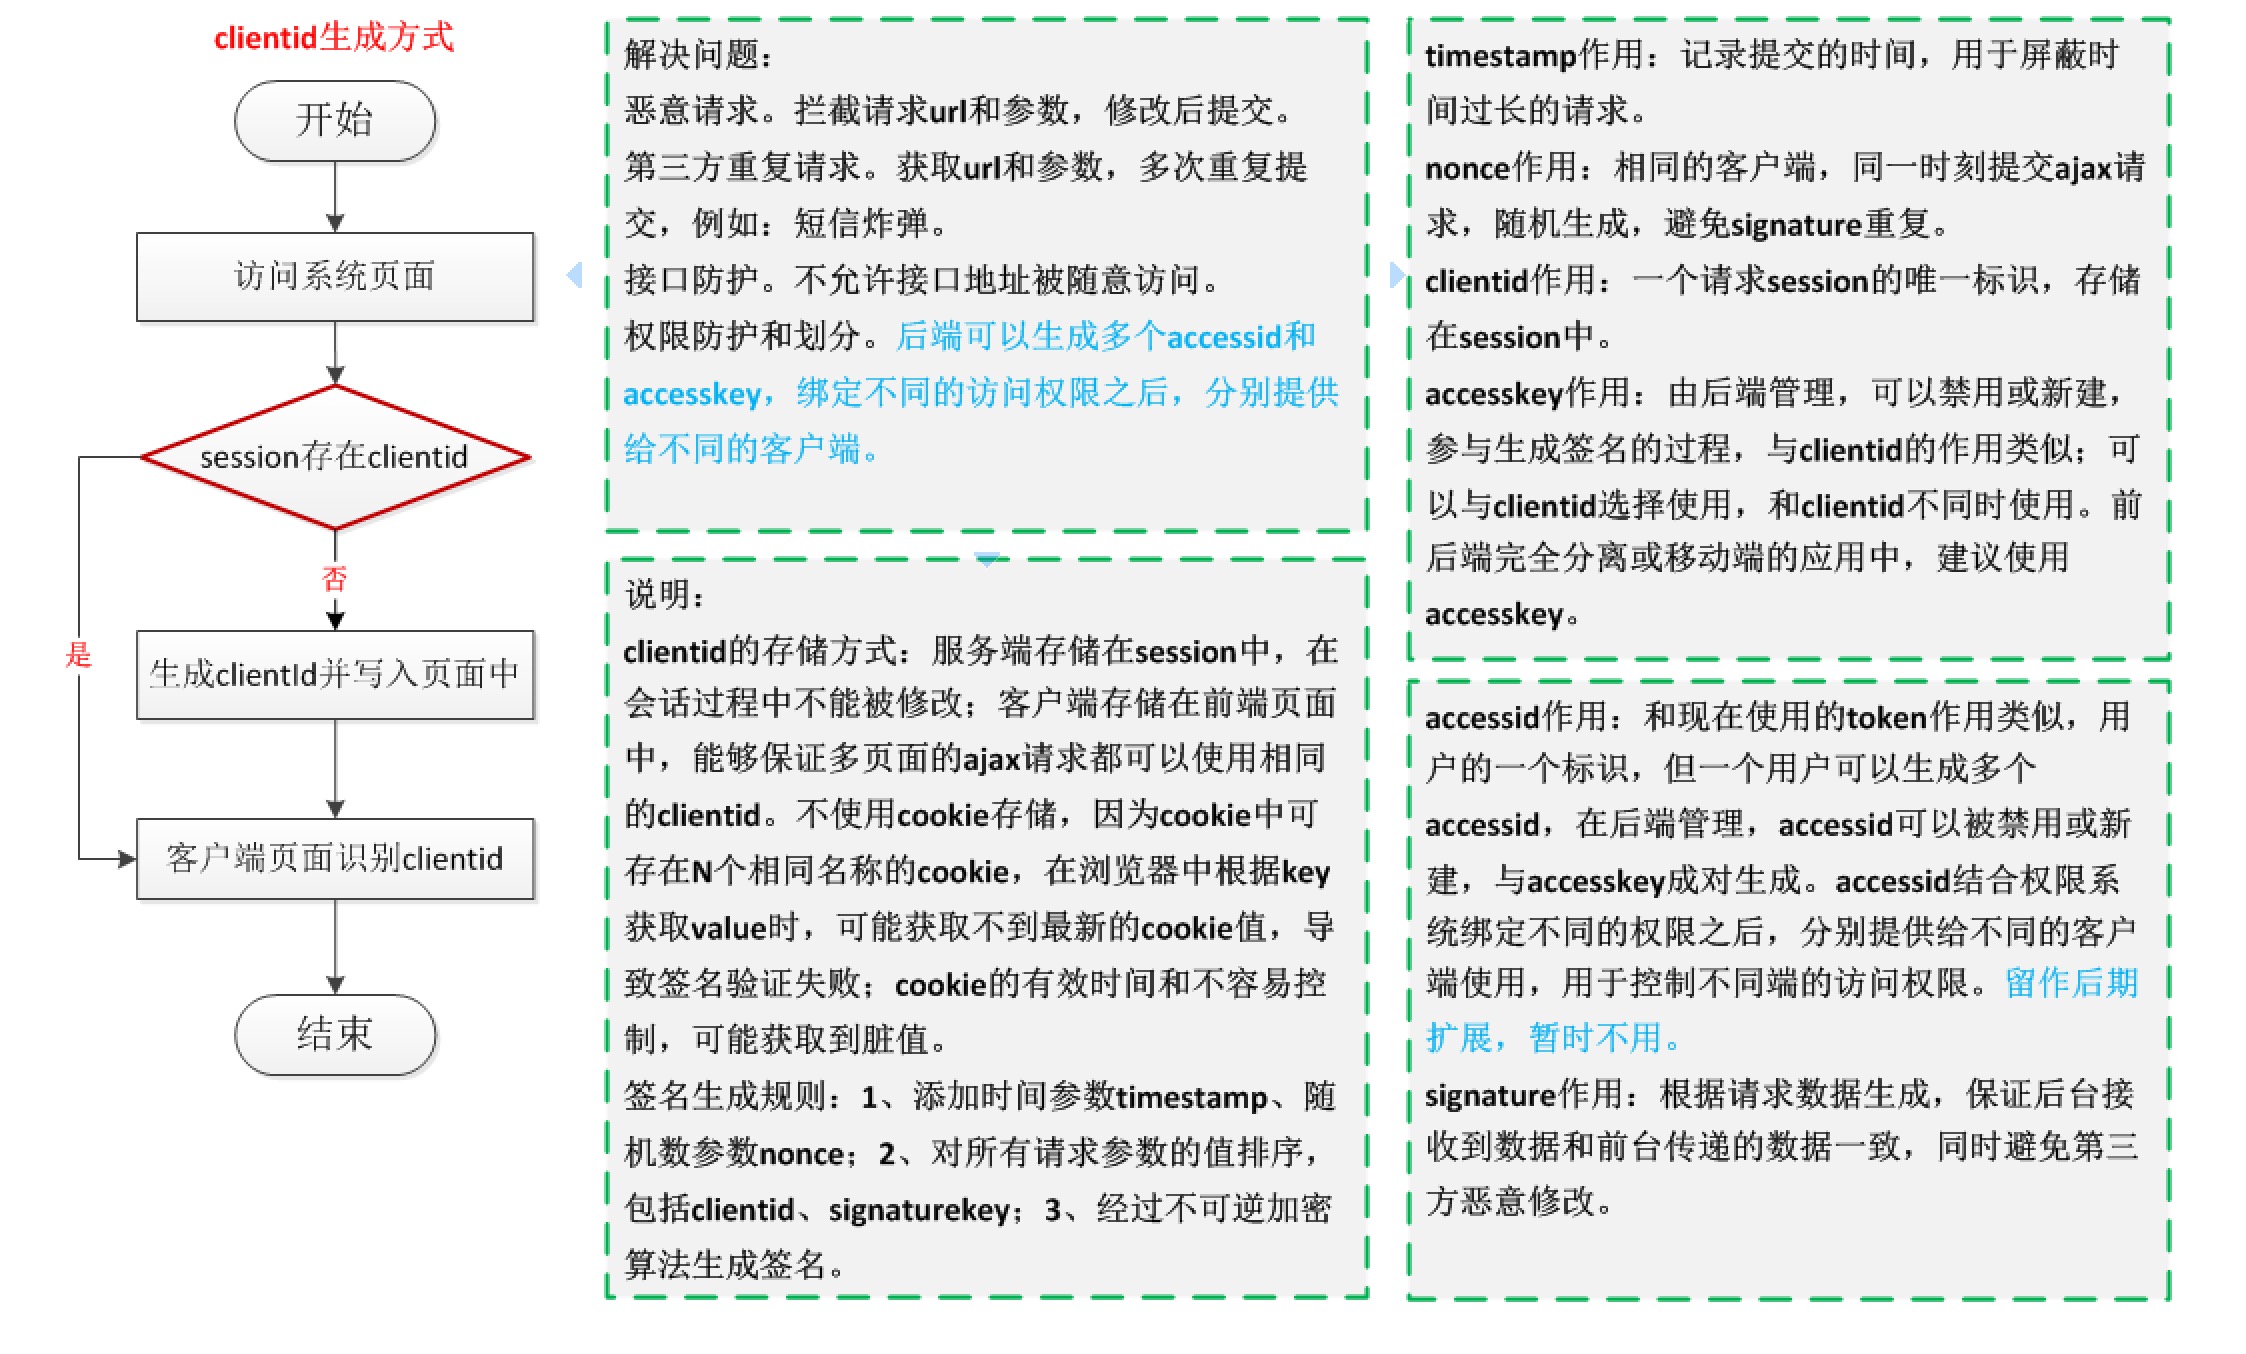 clientid生成方式
开始
访问系统页面
session存在clientid
否
是
生成clientId并写入页面中
客户端页面识别clientid
结束
解决问题：
恶意请求。拦截请求url和参数，修改后提交。
第三方重复请求。获取url和参数，多次重复提
交，例如：短信炸弹。
接口防护。不允许接口地址被随意访问。
权限防护和划分。后端可以生成多个accessid和
accesskey，绑定不同的访问权限之后，分别提供
给不同的客户端。
说明：
clientid的存储方式：服务端存储在session中，在
会话过程中不能被修改；客户端存储在前端页面
中，能够保证多页面的ajax请求都可以使用相同
的clientid。不使用cookie存储，因为cookie中可
存在N个相同名称的cookie，在浏览器中根据key
获取value时，可能获取不到最新的cookie值，导
致签名验证失败；cookie的有效时间和不容易控
制，可能获取到脏值。
签名生成规则：1、添加时间参数timestamp、随
机数参数nonce；2、对所有请求参数的值排序，
包括clientid、signaturekey；3、经过不可逆加密
算法生成签名。
timestamp作用：记录提交的时间，用于屏蔽时
间过长的请求。
nonce作用：相同的客户端，同一时刻提交ajax请
求，随机生成，避免signature重复。
clientid作用：一个请求session的唯一标识，存储
在session中。
accesskey作用：由后端管理，可以禁用或新建，
参与生成签名的过程，与clientid的作用类似；可
以与clientid选择使用，和clientid不同时使用。前
后端完全分离或移动端的应用中，建议使用
accesskey。
accessid作用：和现在使用的token作用类似，用
户的一个标识，但一个用户可以生成多个
accessid，在后端管理，accessid可以被禁用或新
建，与accesskey成对生成。accessid结合权限系
统绑定不同的权限之后，分别提供给不同的客户
端使用，用于控制不同端的访问权限。留作后期
扩展，暂时不用。
signature作用：根据请求数据生成，保证后台接
收到数据和前台传递的数据一致，同时避免第三
方恶意修改。